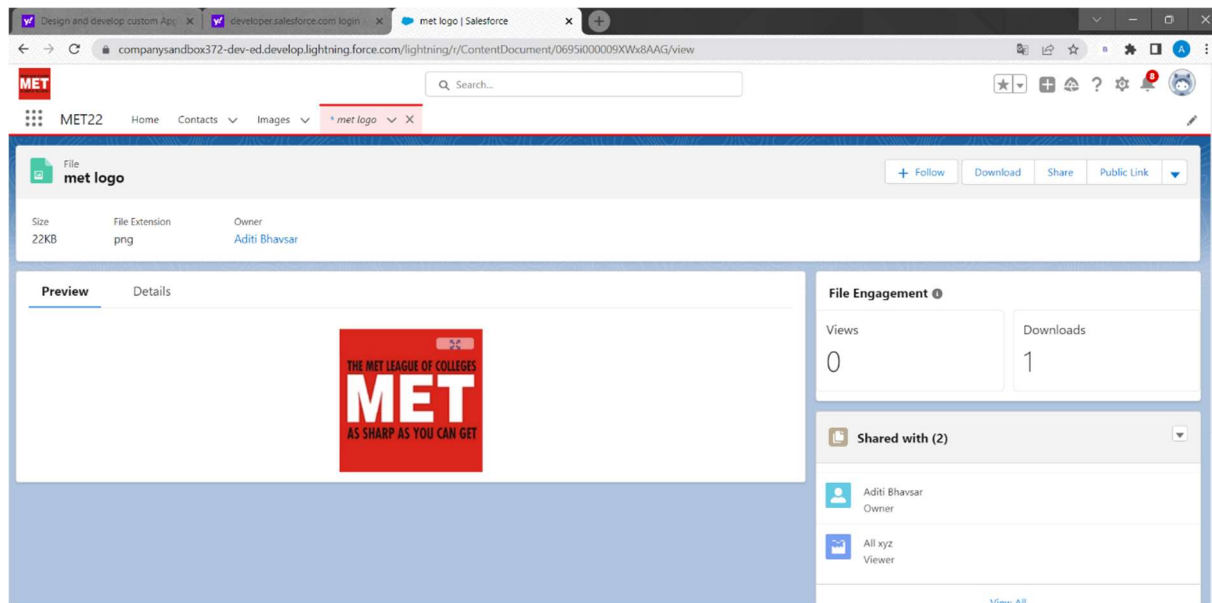 Design and develop custom App
developer.salesforce.com login
met logo | Salesforce
companysandbox372-dev-ed.develop.lightning.force.com/lightning/r/ContentDocument/0695i000009XWx8AAG/view
A
MET
Search...
8
MET22
Home
Contacts
Images
* met logo
File
met logo
Follow
Download
Share
Public Link
Size
File Extension
Owner
22KB
png
Aditi Bhavsar
Preview
Details
THE MET LEAGUE OF COLLEGES
MET
AS SHARP AS YOU CAN GET
File Engagement
Views
Downloads
0
1
Shared with (2)
Aditi Bhavsar
Owner
All xyz
Viewer
View All